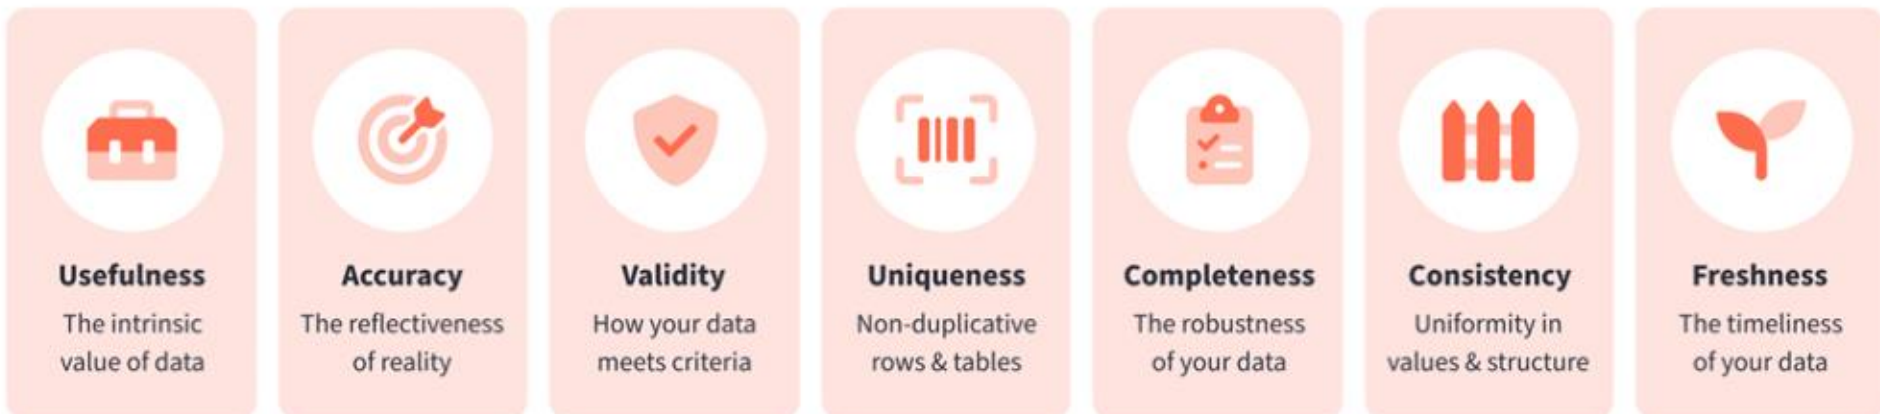 Usefulness
The intrinsic
value of data
Accuracy
The reflectiveness
of reality
Validity
How your data
meets criteria
Uniqueness
Non-duplicative
rows & tables
Completeness
The robustness
of your data
Consistency
Uniformity in
values & structure
Freshness
The timeliness
of your data